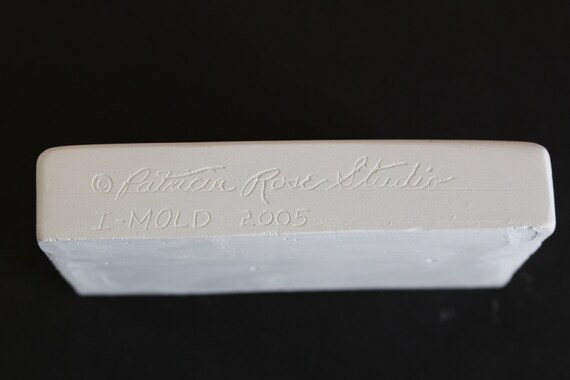 © Patricia Rose Studio
I-MOLD 2005